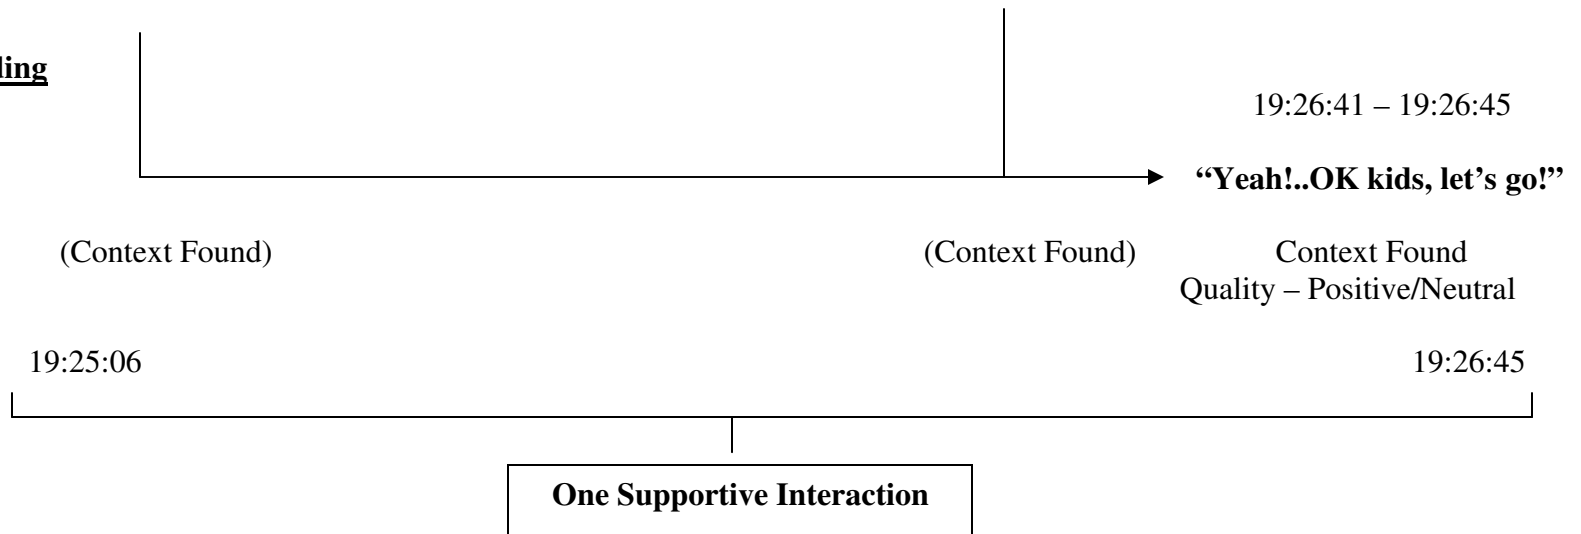 19:26:41 – 19:26:45
“Yeah!..OK kids, let’s go!”
(Context Found) (Context Found) Context Found
Quality – Positive/Neutral
19:25:06 19:26:45
One Supportive Interaction